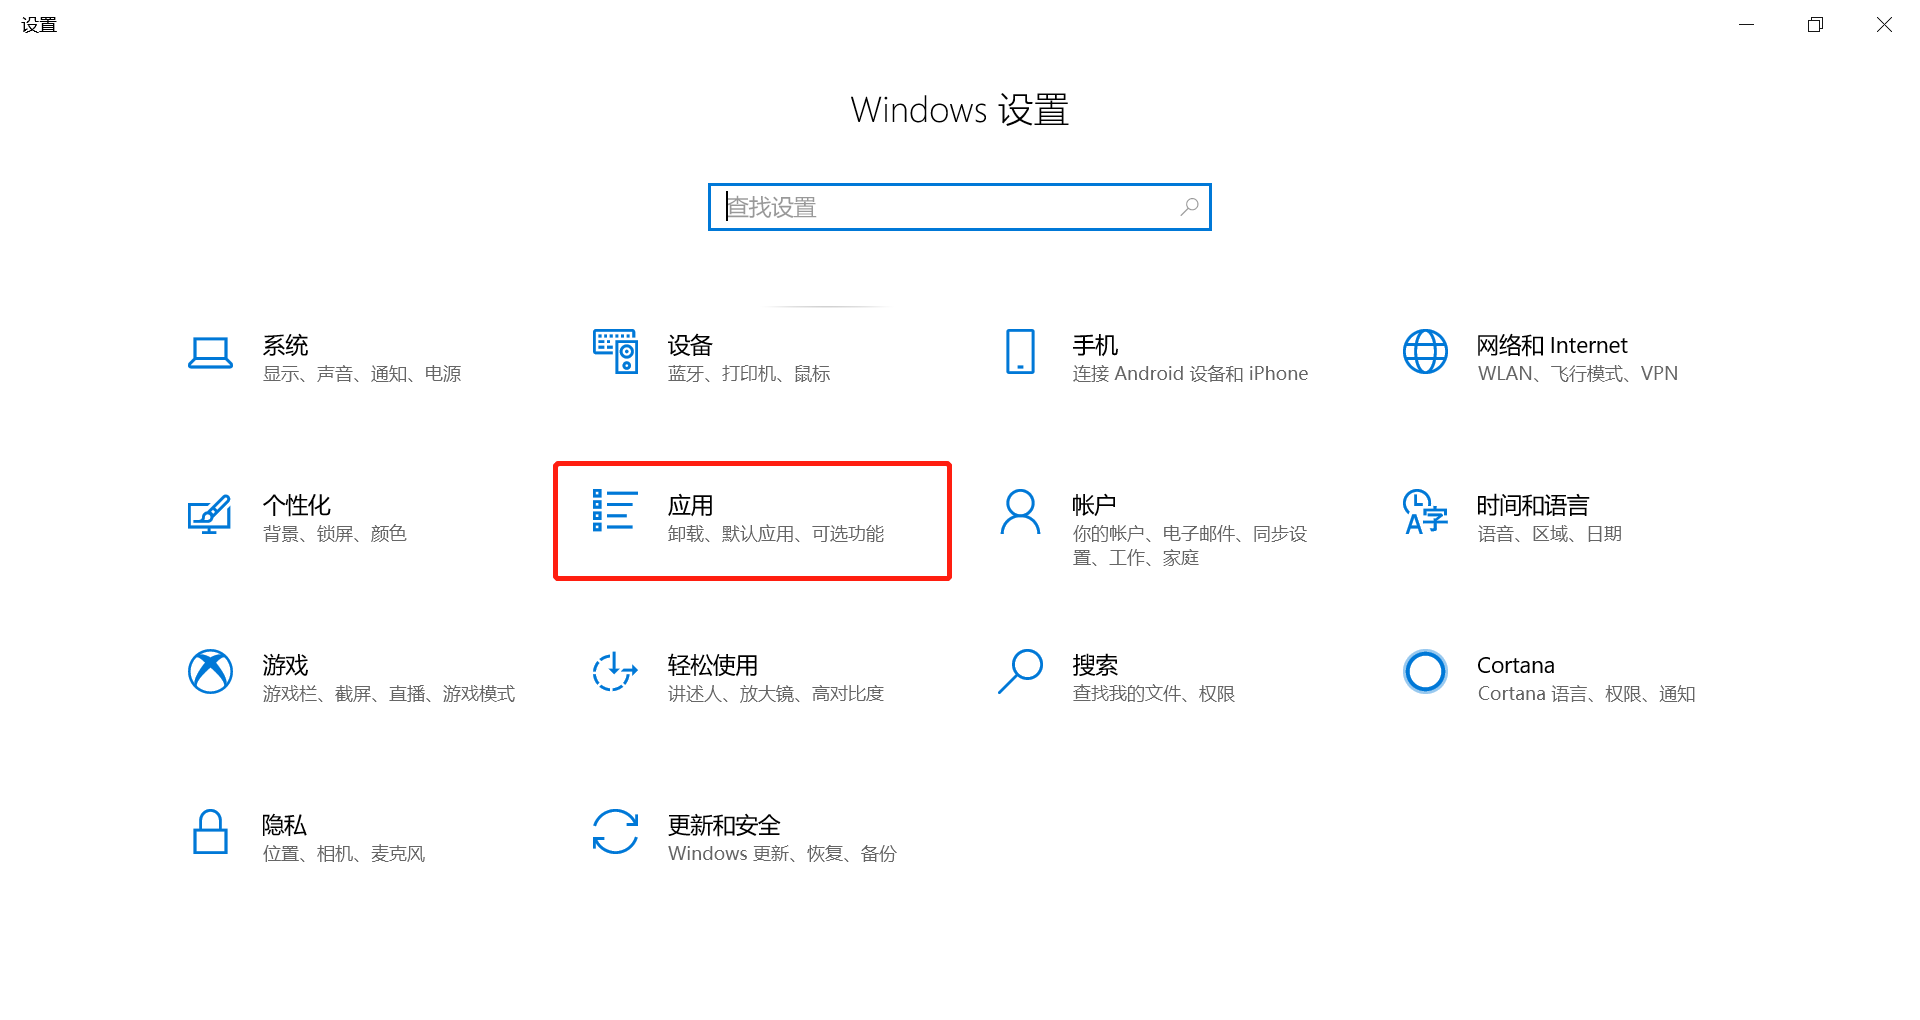 设置
Windows 设置
查找设置
系统
显示、声音、通知、电源
设备
蓝牙、打印机、鼠标
手机
连接 Android 设备和 iPhone
网络和 Internet
WLAN、飞行模式、VPN
个性化
背景、锁屏、颜色
应用
卸载、默认应用、可选功能
帐户
你的帐户、电子邮件、同步设
置、工作、家庭
时间和语言
语音、区域、日期
游戏
游戏栏、截屏、直播、游戏模式
轻松使用
讲述人、放大镜、高对比度
搜索
查找我的文件、权限
Cortana
Cortana 语言、权限、通知
隐私
位置、相机、麦克风
更新和安全
Windows 更新、恢复、备份